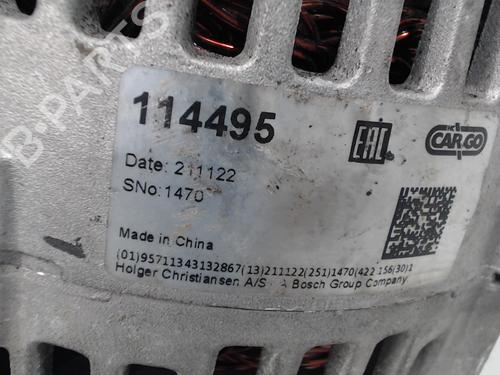 114495
EAC
HC
CARGO
Date: 211122
SNo: 1470
Made in China
(01)95711343132867(13)211122(251)1470(422 156(30)1
Holger Christiansen A/S - A Bosch Group Company
B-PARTS